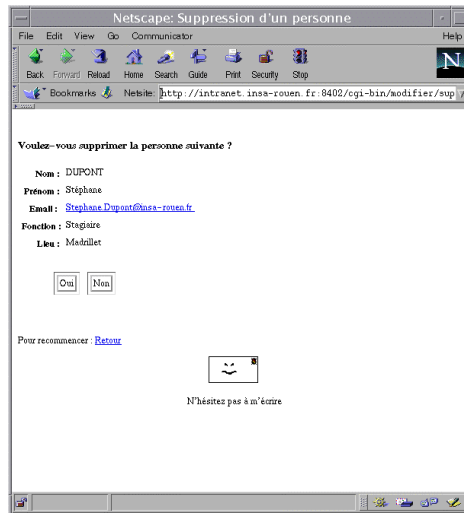 Netscape: Suppression d'un personne
File Edit View Go Communicator Help
Back Forward Reload Home Search Guide Print Security Stop
N
Bookmarks Netsite: http://intranet.insa-rouen.fr:8402/cgi-bin/modifier/sup
Voulez-vous supprimer la personne suivante ?
Nom : DUPONT
Prénom : Stéphane
Email : Stephane.Dupont@insa-rouen.fr
Fonction : Stagiaire
Lieu : Madrillet
Oui Non
Pour recommencer : Retour
N'hésitez pas à m'écrire